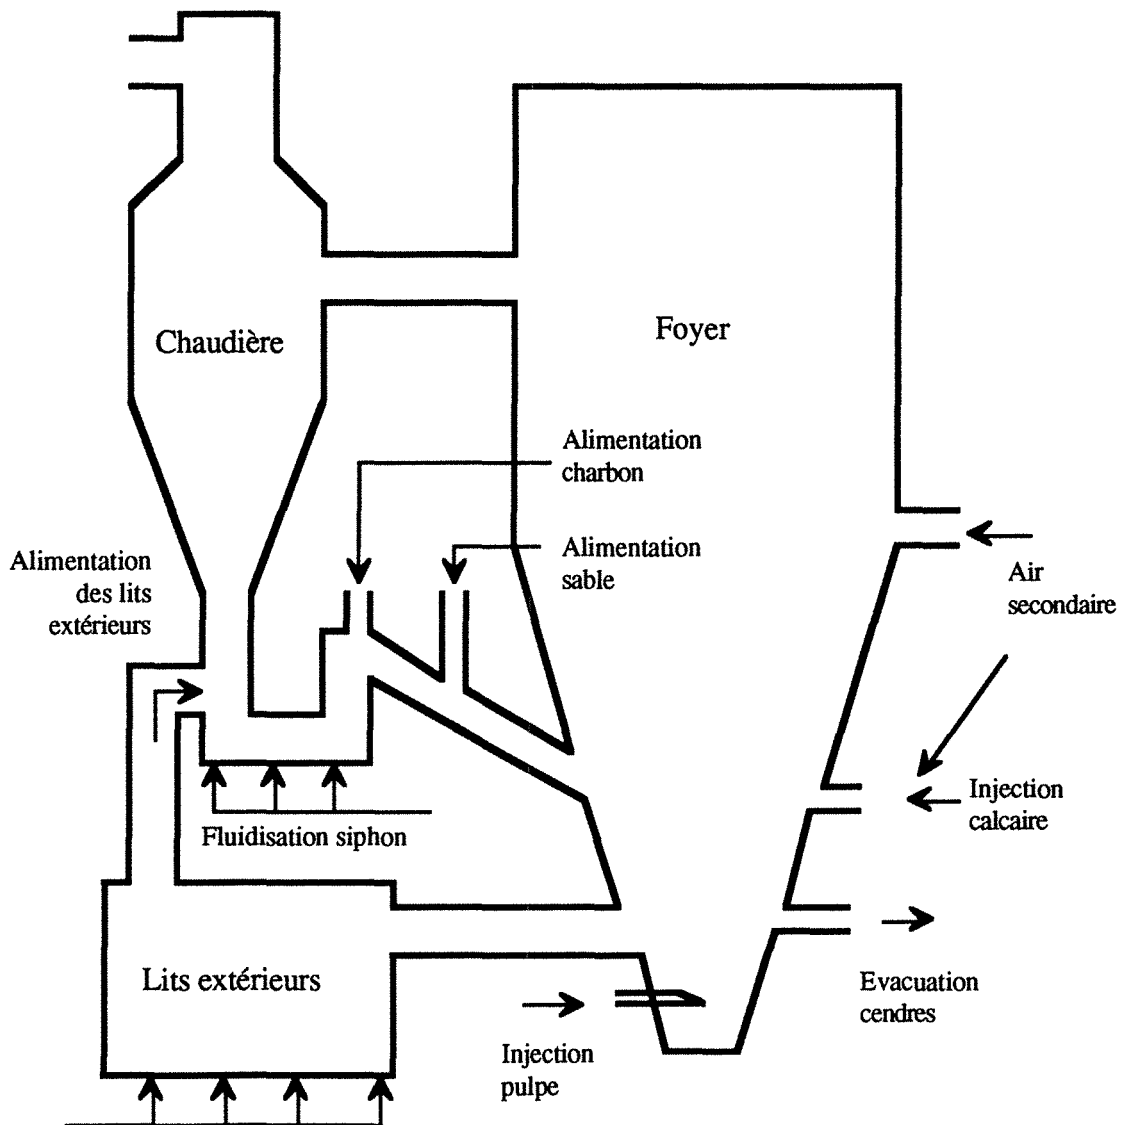 Foyer
Chaudière
Alimentation
charbon
Alimentation
sable
Alimentation
des lits
extérieurs
Air
secondaire
Injection
calcaire
Fluidisation siphon
Lits extérieurs
Evacuation
cendres
Injection
pulpe